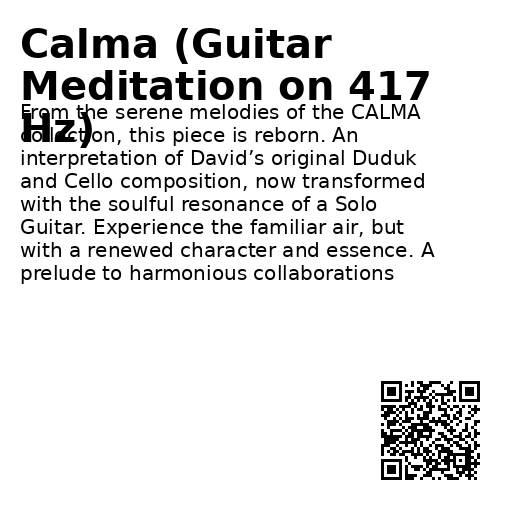 Calma (Guitar
Meditation on 417
Hz)
From the serene melodies of the CALMA
collection, this piece is reborn. An
interpretation of David’s original Duduk
and Cello composition, now transformed
with the soulful resonance of a Solo
Guitar. Experience the familiar air, but
with a renewed character and essence. A
prelude to harmonious collaborations